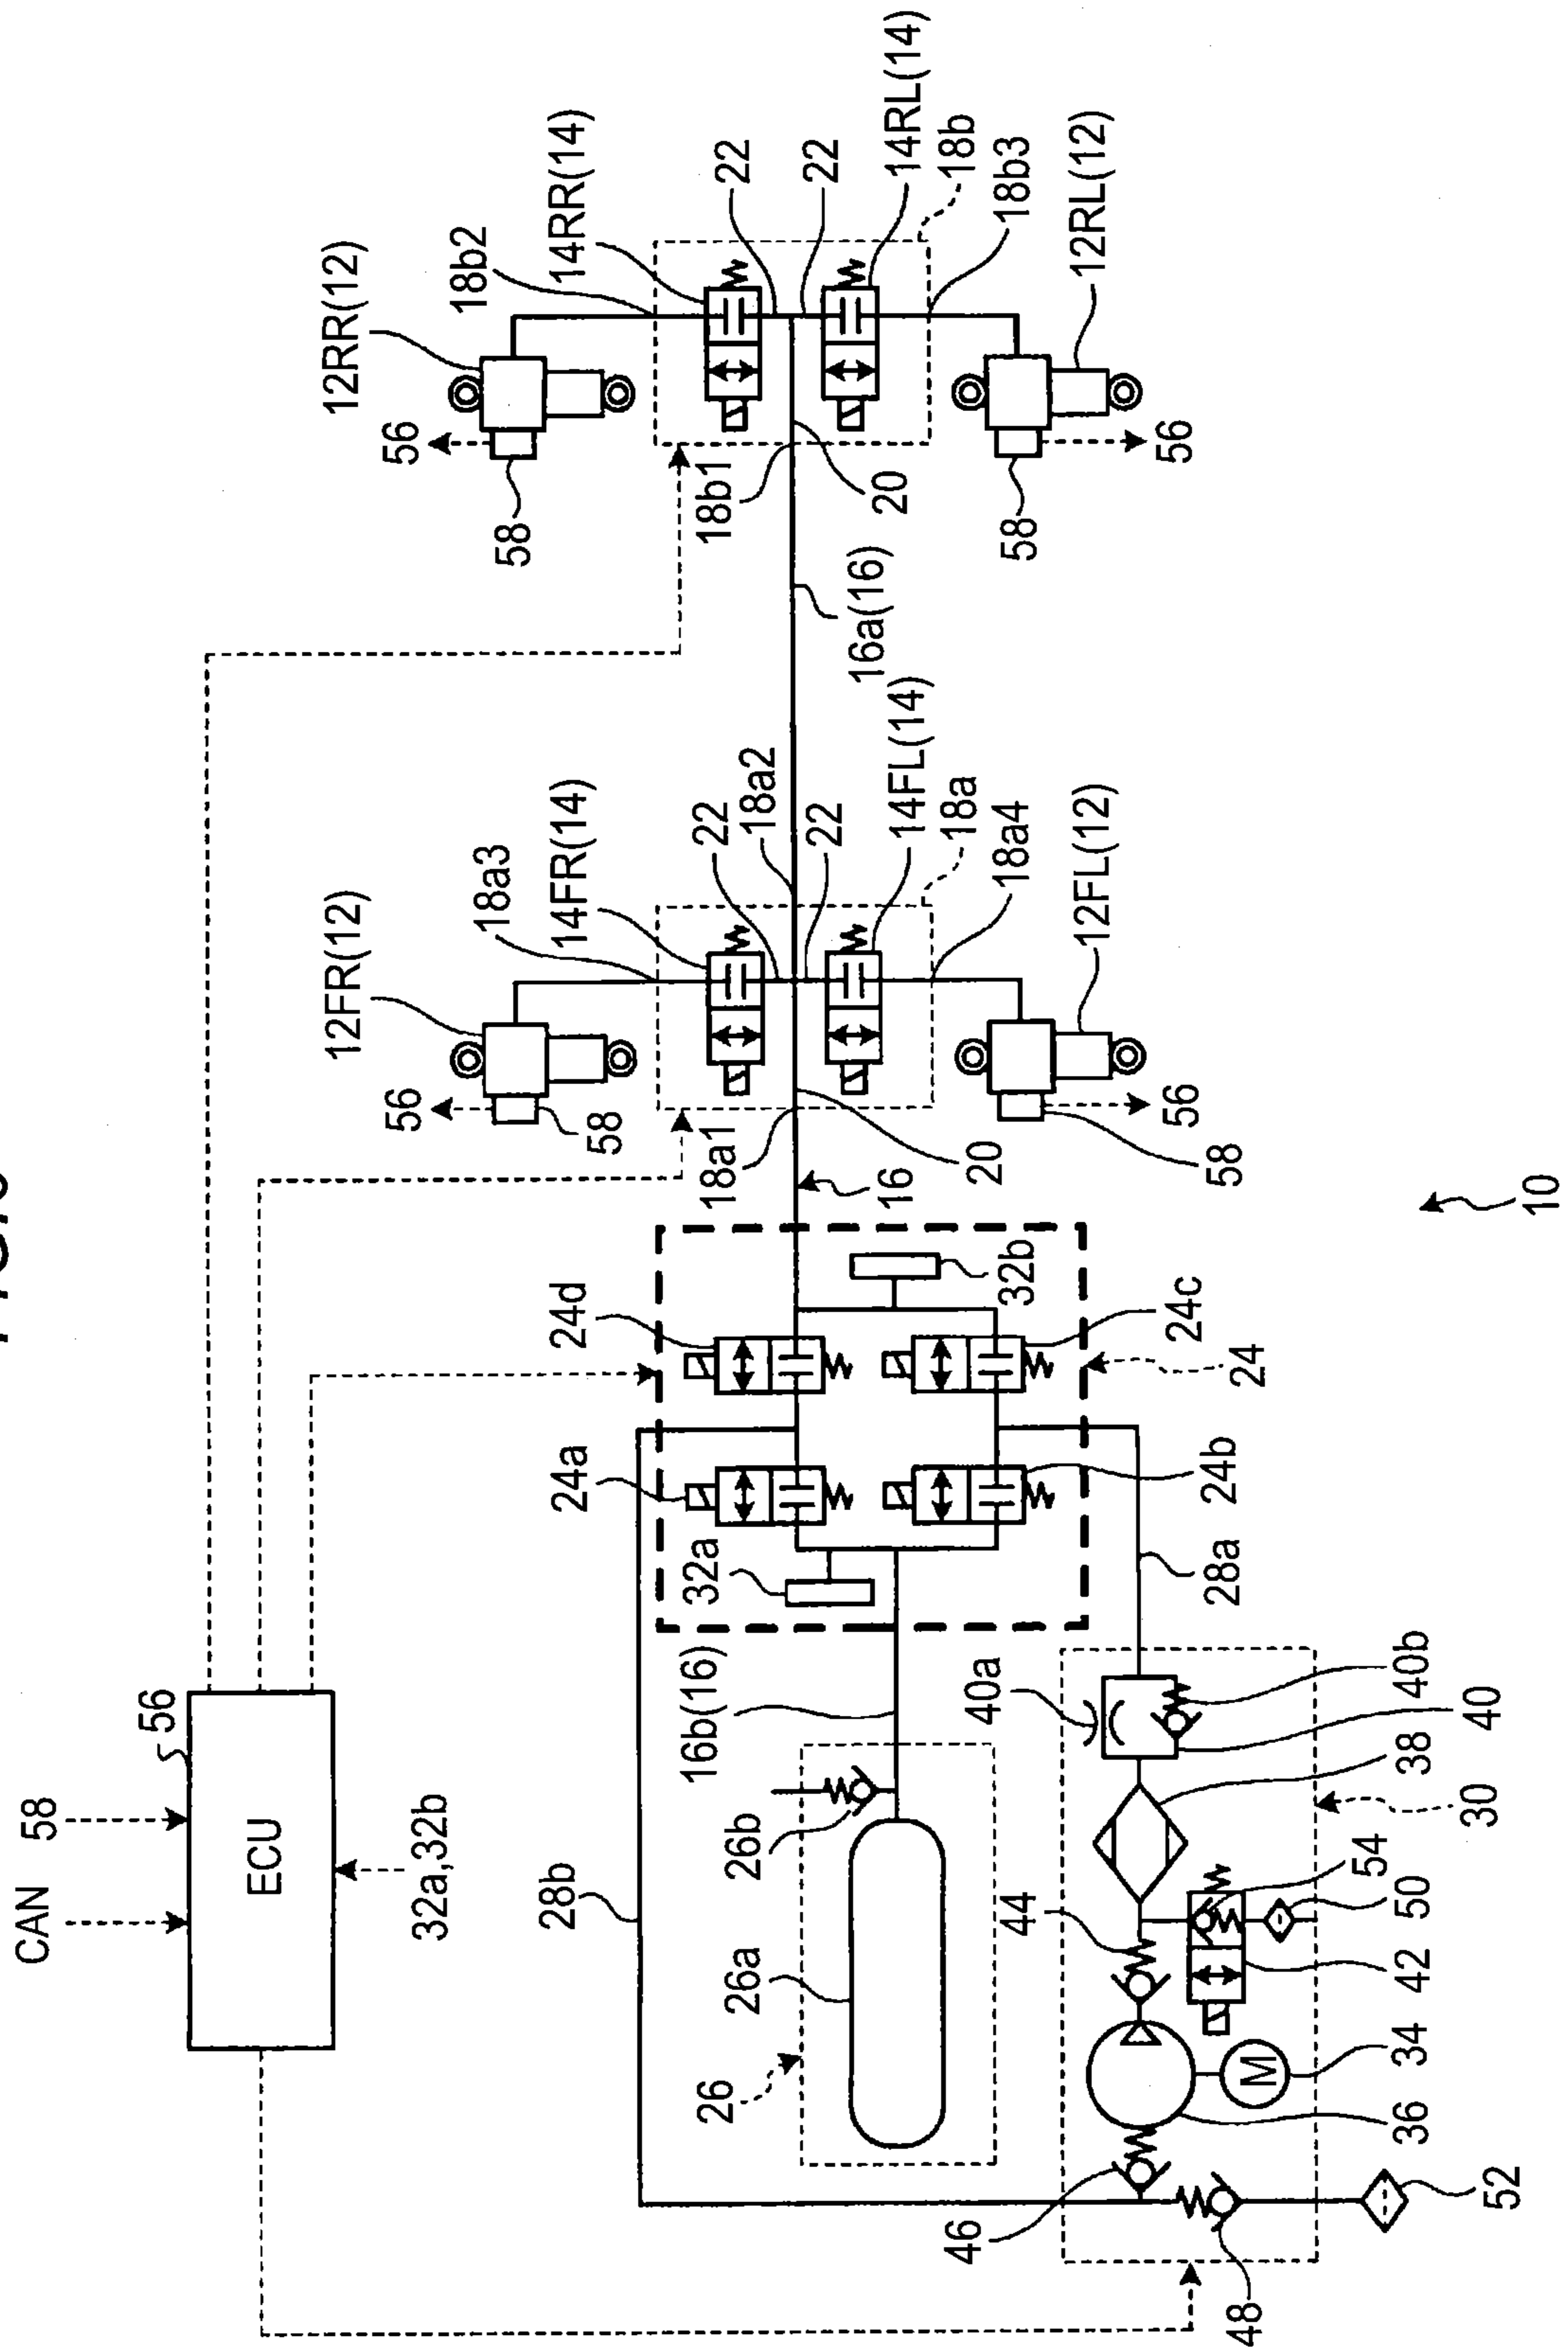 CAN
58
56
ECU
32a,32b
12FR(12)
12RR(12)
56
56
18a3
18b2
58
58
14FR(14)
14RR(14)
28b
24a
24d
26
26a
26b
16b(16)
32a
18a1
22
18a2
18b1
22
22
22
16
16a(16)
20
20
14FL(14)
14RL(14)
18a
18b
46
44
40a
32b
18a4
18b3
58
12FL(12)
12RL(12)
24b
24c
28a
24
56
56
58
48
36
34
42
50
54
38
40
40b
30
52
10